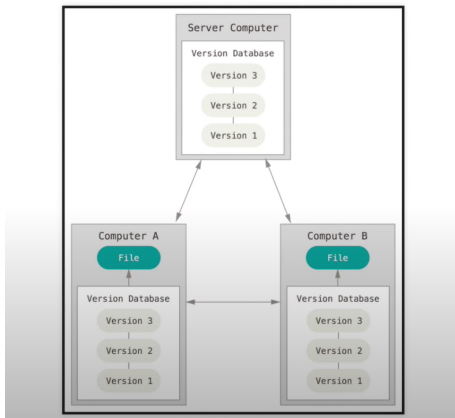 Server Computer
Version Database
Version 3
Version 2
Version 1
Computer A
File
Version Database
Version 3
Version 2
Version 1
Computer B
File
Version Database
Version 3
Version 2
Version 1